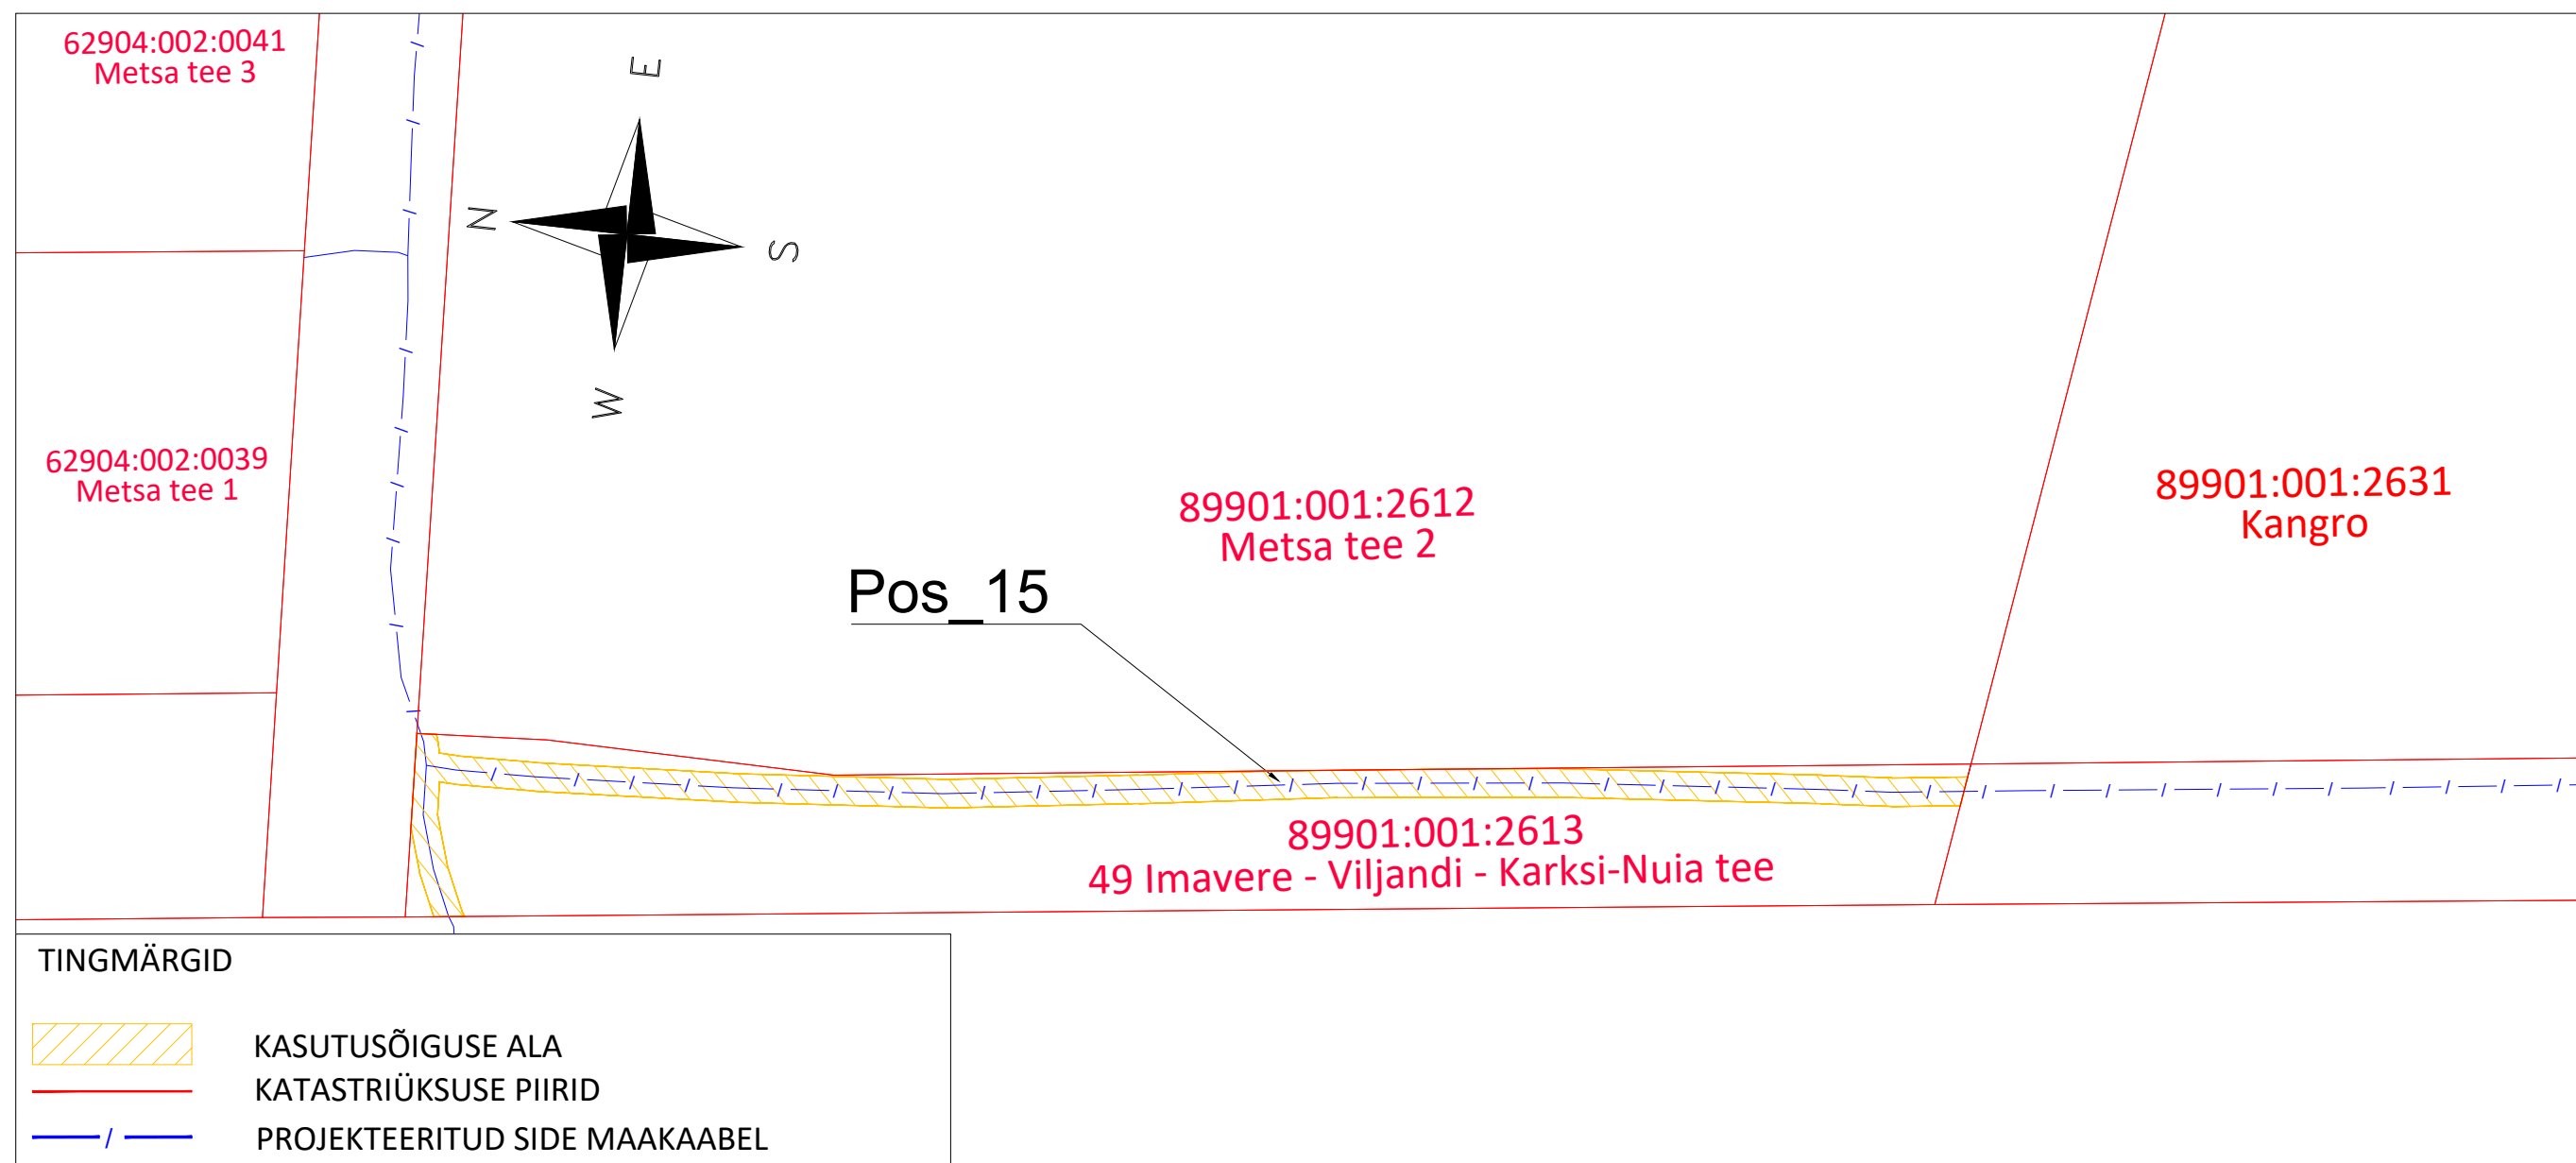 62904:002:0041
Metsa tee 3
E
N
S
W
62904:002:0039
Metsa tee 1
89901:001:2612
Metsa tee 2
89901:001:2631
Kangro
Pos_15
89901:001:2613
49 Imavere - Viljandi - Karksi-Nuia tee
TINGMÄRGID
KASUTUSÕIGUSE ALA
KATASTRIÜKSUSE PIIRID
PROJEKTEERITUD SIDE MAAKAABEL